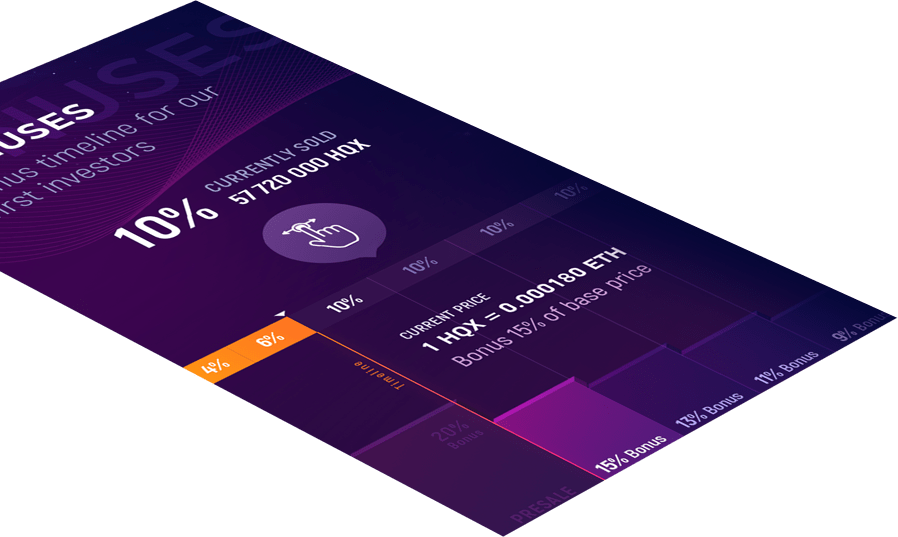 USES
USES
nus timeline for our
first investors
10%
CURRENTLY SOLD
57 720 000 HQX
4%
6%
10%
10%
10%
10%
CURRENT PRICE
1 HQX = 0.000180 ETH
Bonus 15% of base price
Timeline
20%
Bonus
15% Bonus
13% Bonus
11% Bonus
9% Bonus
PRESALE